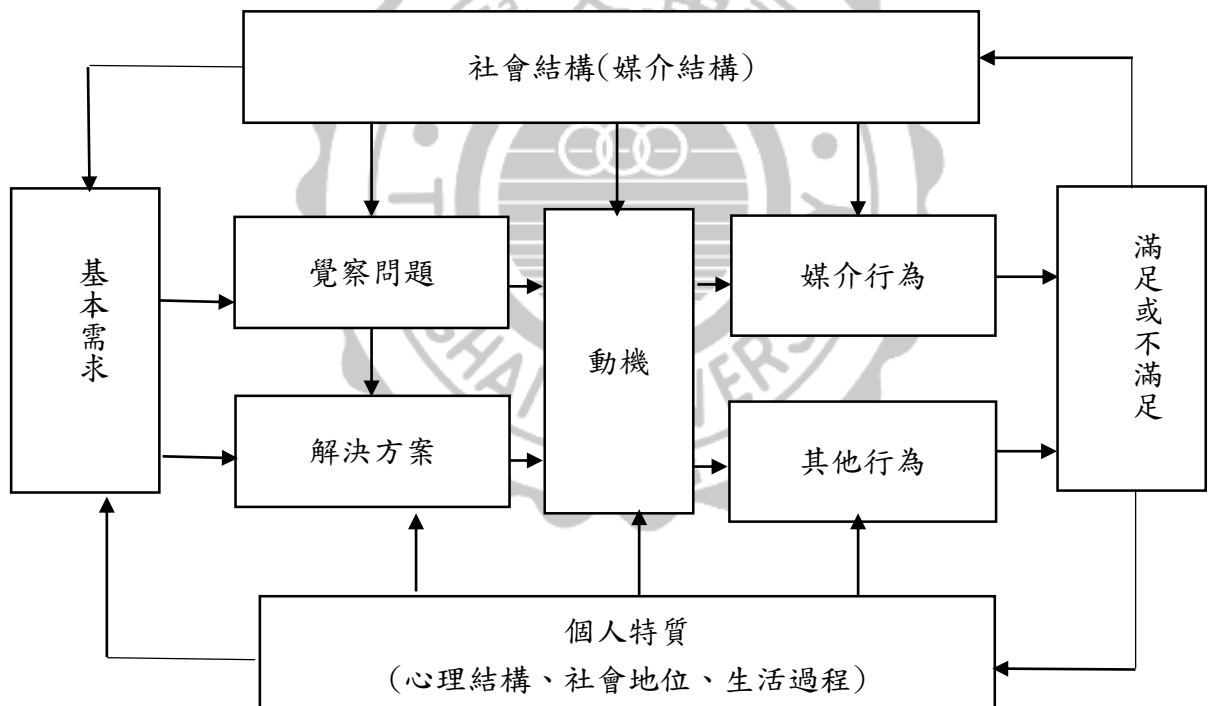 社會結構(媒介結構)
基本需求
覺察問題
解決方案
動機
媒介行為
其他行為
滿足或不滿足
個人特質
(心理結構、社會地位、生活過程)